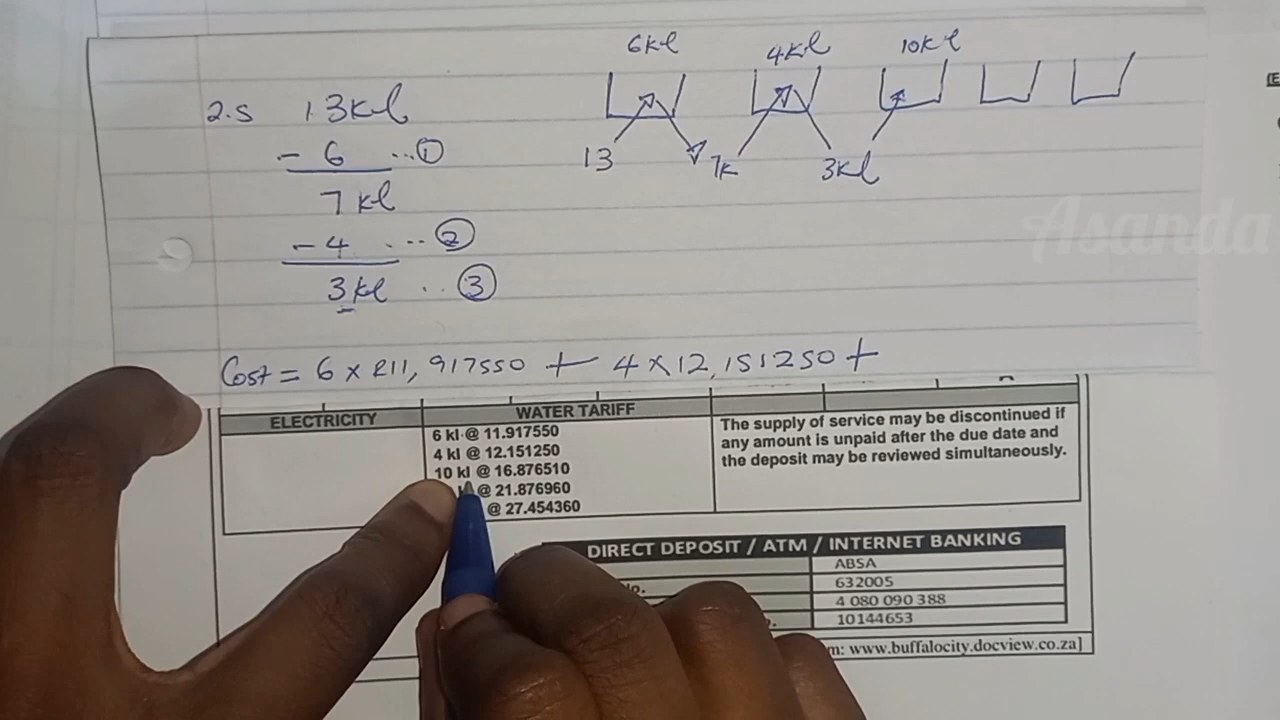 6kl 4kl 10kl
2.5 13kl
- 6 ...①
13 7k 3kl
7 kl
- 4 ... ②
3kl .. ③
Asanda
Cost = 6 x R11, 917550 + 4 x 12, 151250 +
ELECTRICITY
WATER TARIFF
6 kl @ 11.917550
4 kl @ 12.151250
10 kl @ 16.876510
@ 21.876960
@ 27.454360
The supply of service may be discontinued if
any amount is unpaid after the due date and
the deposit may be reviewed simultaneously.
DIRECT DEPOSIT / ATM / INTERNET BANKING
ABSA
632005
4 080 090 388
10144653
www.buffalocity.docview.co.za]